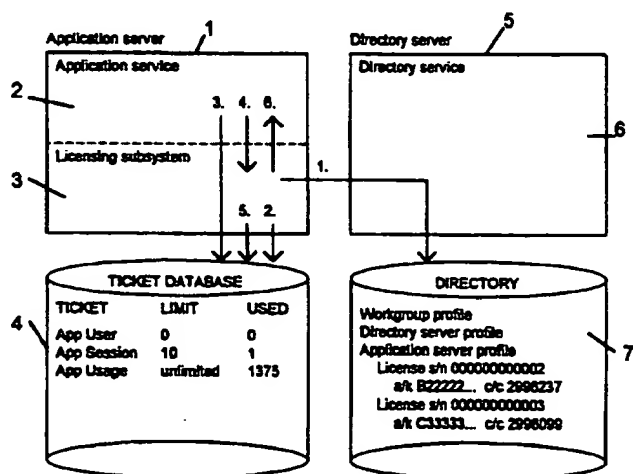 1
5
Application server
Directory server
Application service
Directory service
2
3. 4. 6.
6
Licensing subsystem
3
1.
5. 2.
TICKET DATABASE
TICKET LIMIT USED
App User 0 0
App Session 10 1
App Usage unlimited 1375
4
DIRECTORY
Workgroup profile
Directory server profile
Application server profile
License s/n 000000000002
a/k B22222... c/c 2996237
License s/n 000000000003
a/k C33333... c/c 2996099
7